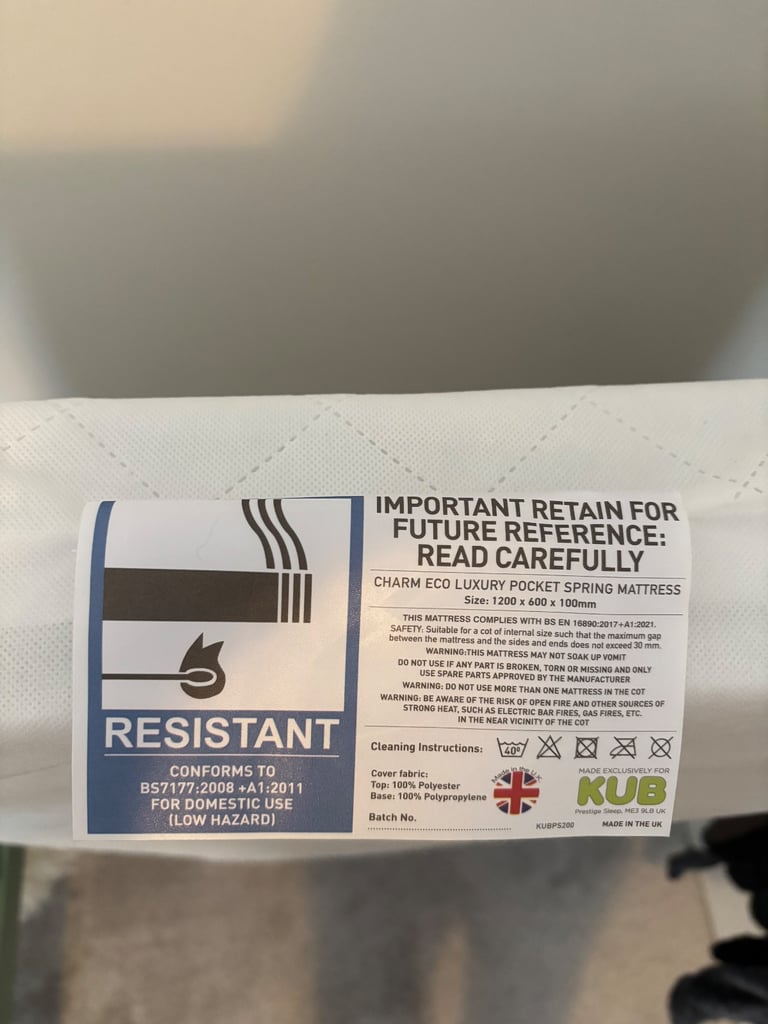 RESISTANT
CONFORMS TO
BS7177:2008 +A1:2011
FOR DOMESTIC USE
(LOW HAZARD)
IMPORTANT RETAIN FOR
FUTURE REFERENCE:
READ CAREFULLY
CHARM ECO LUXURY POCKET SPRING MATTRESS
Size: 1200 x 600 x 100mm
THIS MATTRESS COMPLIES WITH BS EN 16890:2017+A1:2021.
SAFETY: Suitable for a cot of internal size such that the maximum gap
between the mattress and the sides and ends does not exceed 30 mm.
WARNING:THIS MATTRESS MAY NOT SOAK UP VOMIT
DO NOT USE IF ANY PART IS BROKEN, TORN OR MISSING AND ONLY
USE SPARE PARTS APPROVED BY THE MANUFACTURER
WARNING: DO NOT USE MORE THAN ONE MATTRESS IN THE COT
WARNING: BE AWARE OF THE RISK OF OPEN FIRE AND OTHER SOURCES OF
STRONG HEAT, SUCH AS ELECTRIC BAR FIRES, GAS FIRES, ETC.
IN THE NEAR VICINITY OF THE COT
Cleaning Instructions: 40°
Cover fabric:
Top: 100% Polyester
Base: 100% Polypropylene
Batch No.
Made in the U.K
MADE EXCLUSIVELY FOR
KUB
Prestige Sleep, ME3 9LB UK
KUBPS200 MADE IN THE UK